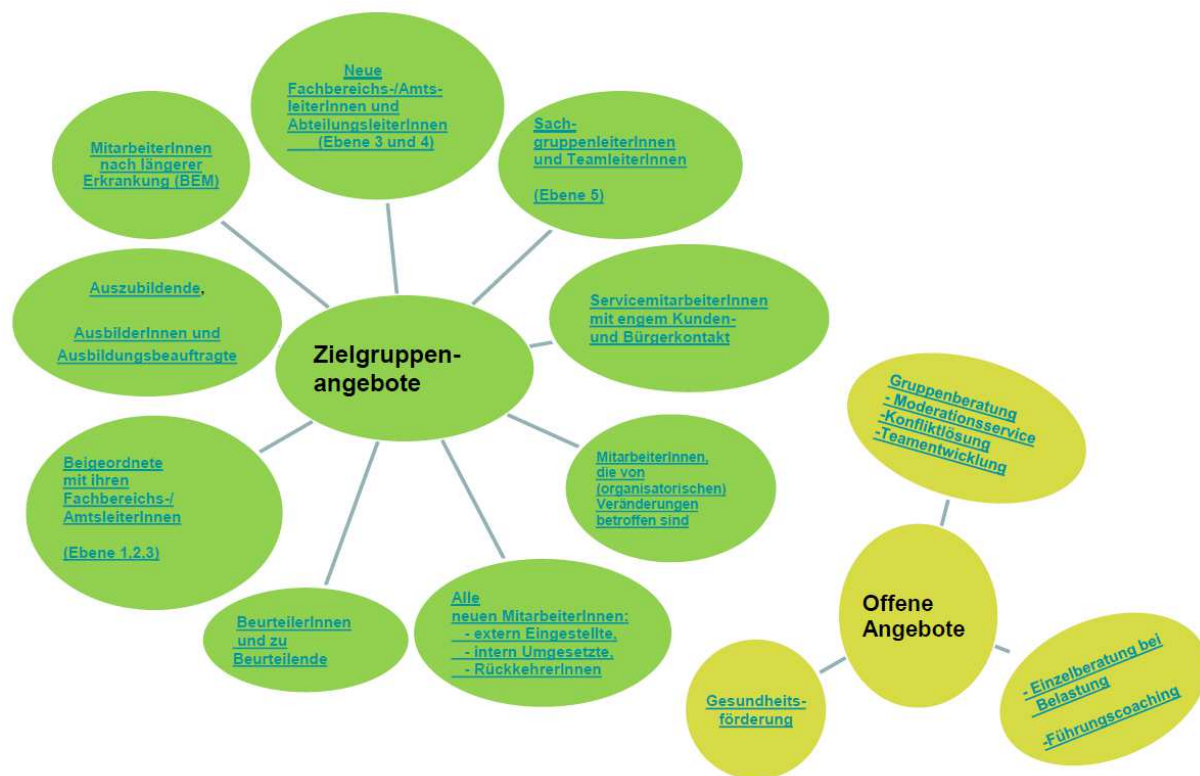 Neue
Fachbereichs-/Amts-
leiterInnen und
AbteilungsleiterInnen
(Ebene 3 und 4)
Sach-
gruppenleiterInnen
und TeamleiterInnen
(Ebene 5)
MitarbeiterInnen
nach längerer
Erkrankung (BEM)
Auszubildende,
AusbilderInnen und
Ausbildungsbeauftragte
ServicemitarbeiterInnen
mit engem Kunden-
und Bürgerkontakt
Zielgruppen-
angebote
Beigeordnete
mit ihren
Fachbereichs-/
AmtsleiterInnen
(Ebene 1,2,3)
MitarbeiterInnen,
die von
(organisatorischen)
Veränderungen
betroffen sind
BeurteilerInnen
und zu
Beurteilende
Alle
neuen MitarbeiterInnen:
- extern Eingestellte,
- intern Umgesetzte,
- RückkehrerInnen
Gruppenberatung
- Moderationsservice
-Konfliktlösung
-Teamentwicklung
Offene
Angebote
Gesundheits-
förderung
- Einzelberatung bei
Belastung
-Führungscoaching